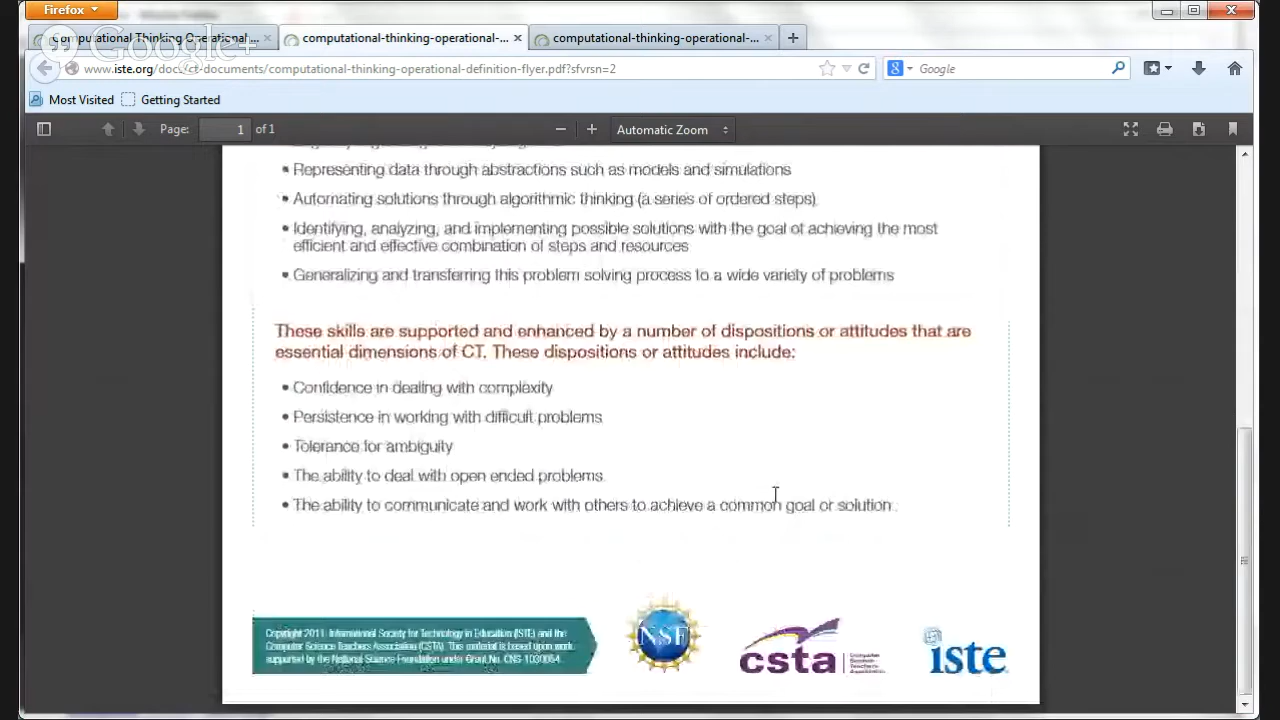 Firefox
Google+
computational Thinking Operational ...
computational-thinking-operational-...
computational-thinking-operational-...
www.iste.org/docs/ct-documents/computational-thinking-operational-definition-flyer.pdf?sfvrsn=2
Google
Most Visited
Getting Started
Page: 1 of 1
Automatic Zoom
• Representing data through abstractions such as models and simulations
• Automating solutions through algorithmic thinking (a series of ordered steps)
• Identifying, analyzing, and implementing possible solutions with the goal of achieving the most
efficient and effective combination of steps and resources
• Generalizing and transferring this problem solving process to a wide variety of problems
These skills are supported and enhanced by a number of dispositions or attitudes that are
essential dimensions of CT. These dispositions or attitudes include:
• Confidence in dealing with complexity
• Persistence in working with difficult problems
• Tolerance for ambiguity
• The ability to deal with open ended problems
• The ability to communicate and work with others to achieve a common goal or solution
Copyright 2011. International Society for Technology in Education (ISTE) and the
Computer Science Teachers Association (CSTA). This material is based upon work
supported by the National Science Foundation under Grant No. CNS-1030054.
NSF
csta
Computer
Science
Teachers
Association
iste